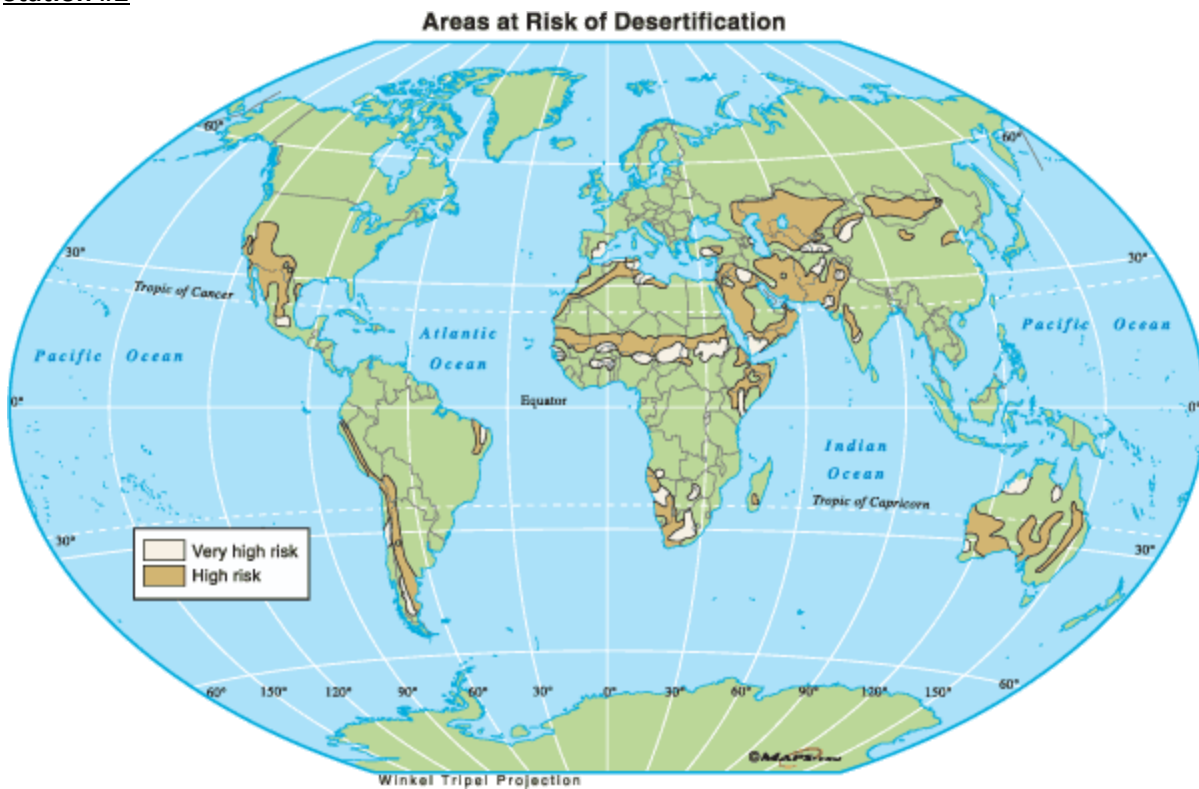 Areas at Risk of Desertification
60°
60°
30°
30°
Tropic of Cancer
Atlantic
Ocean
Pacific Ocean
Pacific Ocean
0°
Equator
0°
Indian
Ocean
Tropic of Capricorn
30°
30°
Very high risk
High risk
60°
150°
120°
90°
60°
30°
0°
30°
60°
90°
120°
150°
60°
©MAPS.com
Winkel Tripel Projection